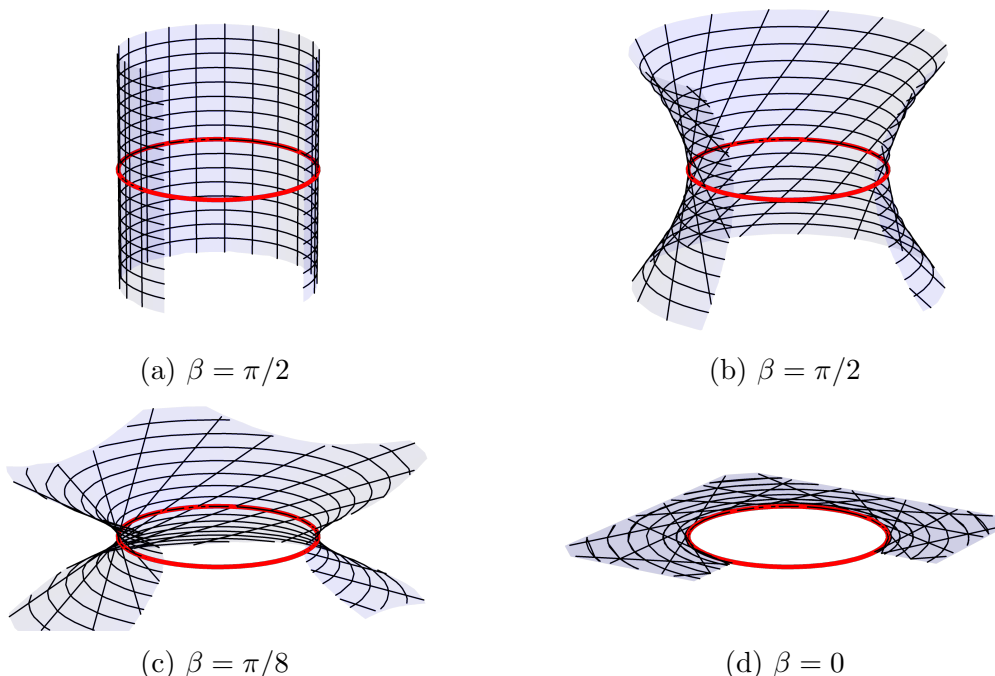 (a) β = π/2
(b) β = π/2
(c) β = π/8
(d) β = 0